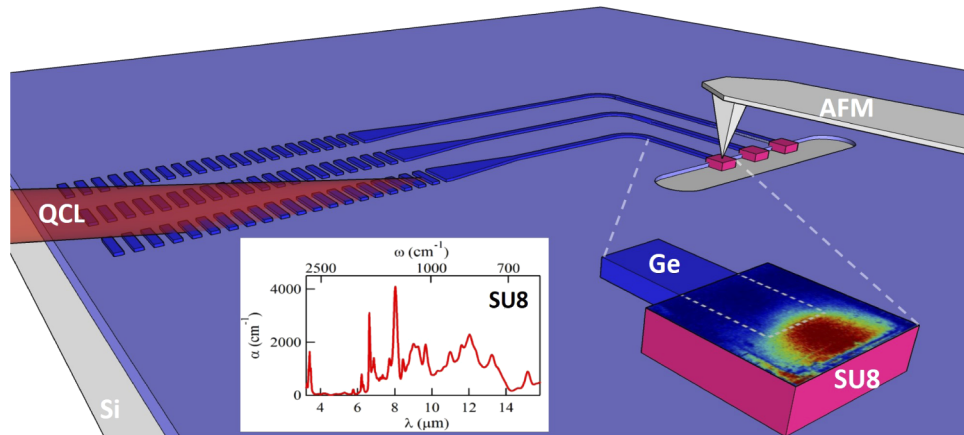 AFM
QCL
Ge
SU8
Si
ω (cm⁻¹)
2500 1000 700
SU8
α (cm⁻¹)
4000
2000
0
4 6 8 10 12 14
λ (μm)